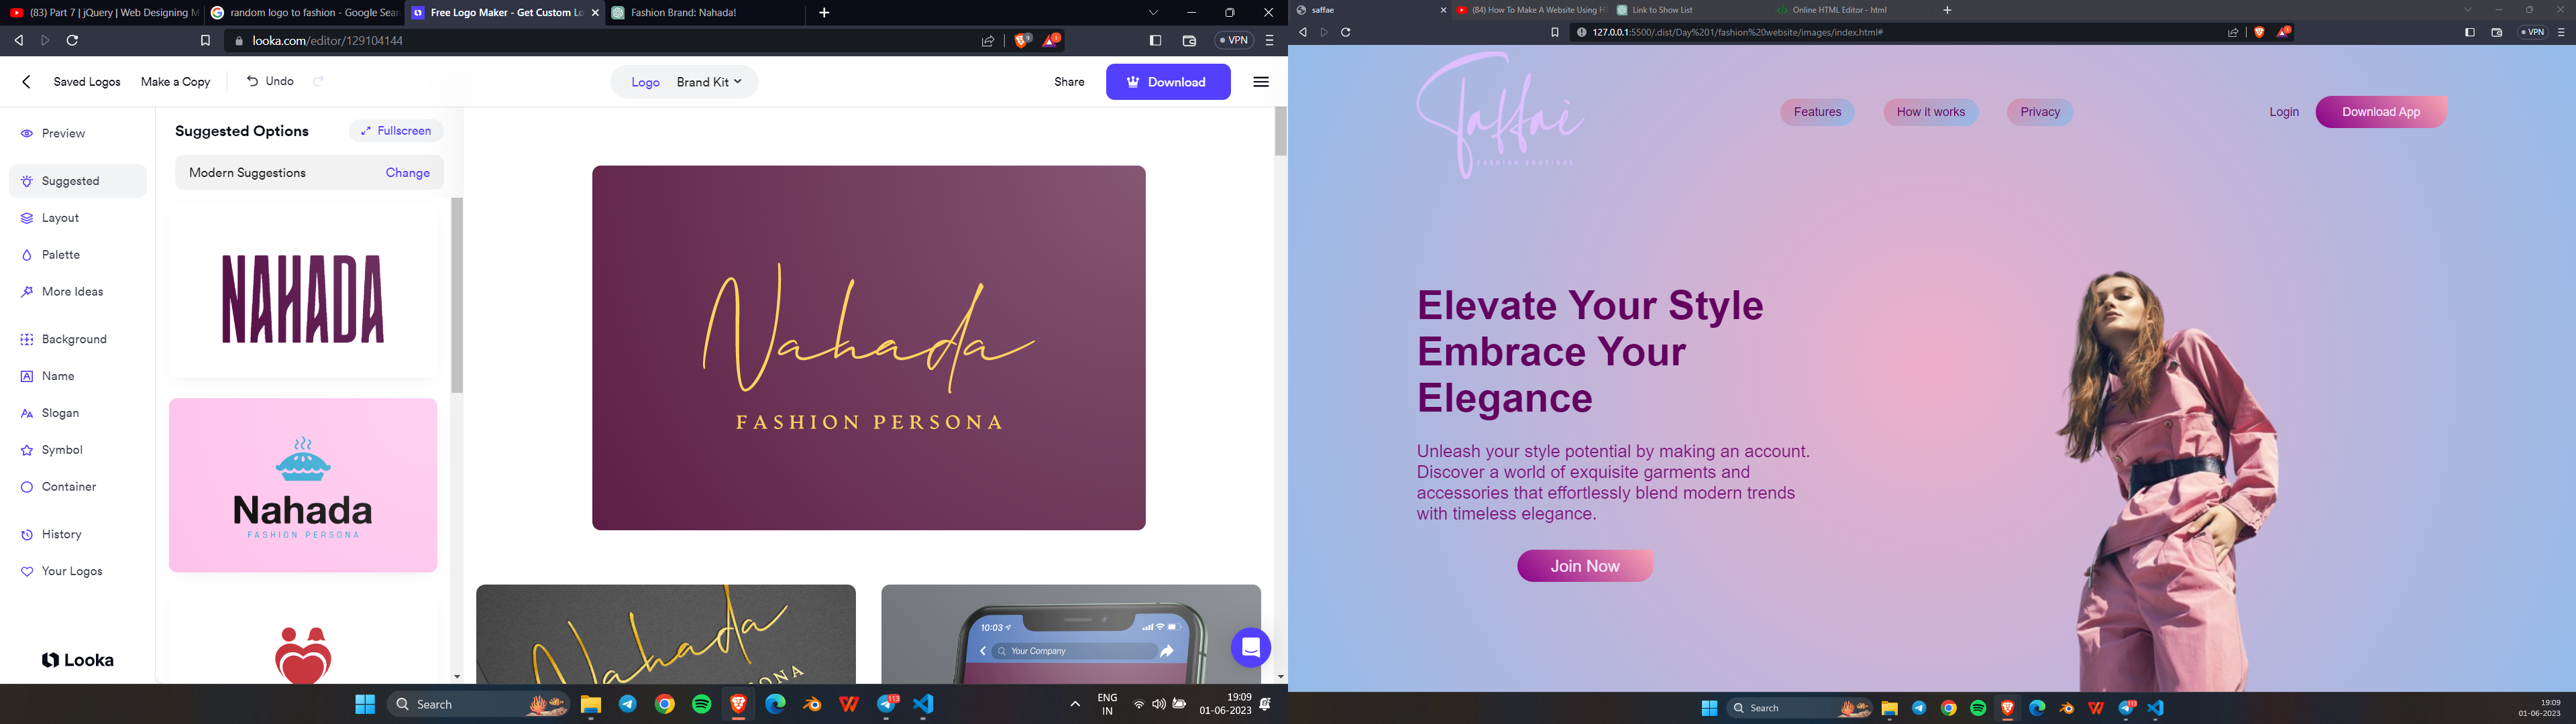 (83) Part 7 | jQuery | Web Designing M
random logo to fashion - Google Sear
Free Logo Maker - Get Custom Lo
Fashion Brand: Nahada!
looka.com/editor/129104144
9
1
VPN
Saved Logos
Make a Copy
Undo
Logo
Brand Kit
Share
Download
Preview
Suggested
Layout
Palette
More Ideas
Background
Name
Slogan
Symbol
Container
History
Your Logos
Looka
Suggested Options
Fullscreen
Modern Suggestions
Change
NAHADA
Nahada
FASHION PERSONA
Nahada
FASHION PERSONA
Nahada
10:03
Your Company
Search
113
ENG
IN
19:09
01-06-2023
saffae
(84) How To Make A Website Using HT
Link to Show List
Online HTML Editor - html
127.0.0.1:5500/.dist/Day%201/fashion%20website/images/index.html#
1
VPN
Saffaè
FASHION BOUTIQUE
Features
How it works
Privacy
Login
Download App
Elevate Your Style
Embrace Your
Elegance
Unleash your style potential by making an account.
Discover a world of exquisite garments and
accessories that effortlessly blend modern trends
with timeless elegance.
Join Now
Search
113
19:09
01-06-2023